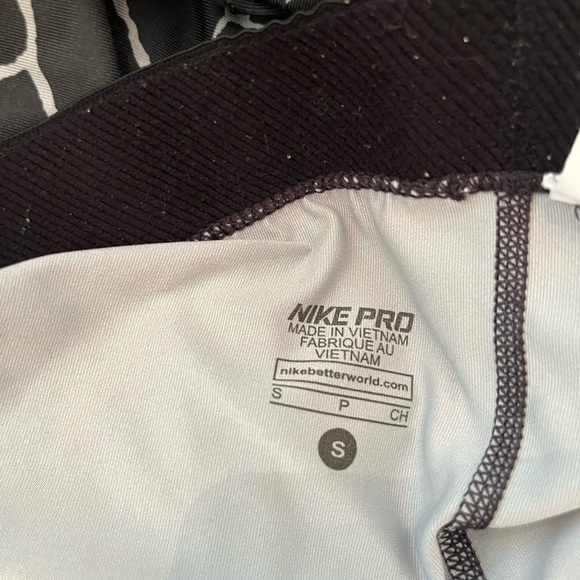 NIKE PRO
MADE IN VIETNAM
FABRIQUE AU
VIETNAM
nikebetterworld.com
S P CH
S